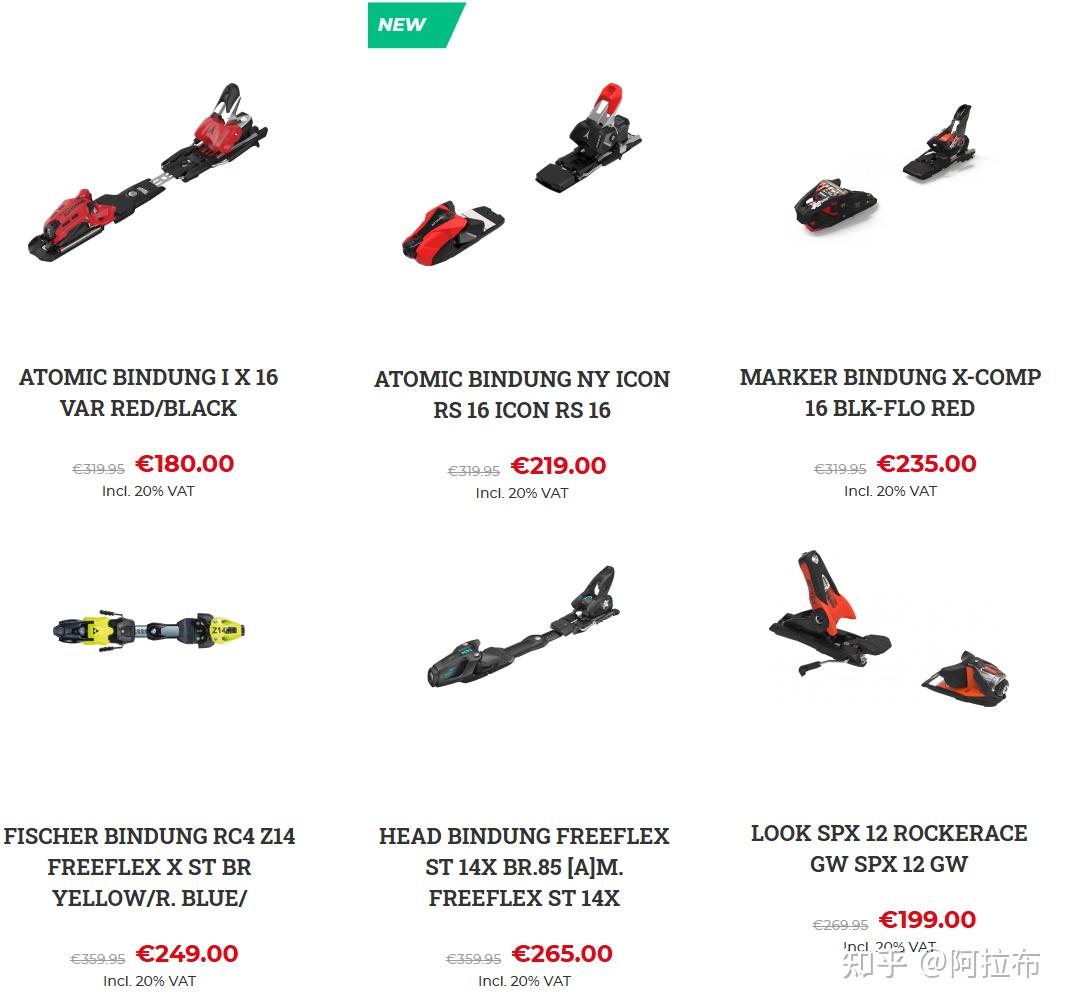 NEW
ATOMIC BINDUNG I X 16
VAR RED/BLACK
€319.95 €180.00
Incl. 20% VAT
ATOMIC BINDUNG NY ICON
RS 16 ICON RS 16
€319.95 €219.00
Incl. 20% VAT
MARKER BINDUNG X-COMP
16 BLK-FLO RED
€319.95 €235.00
Incl. 20% VAT
Z14
FISCHER BINDUNG RC4 Z14
FREEFLEX X ST BR
YELLOW/R. BLUE/
€359.95 €249.00
Incl. 20% VAT
HEAD BINDUNG FREEFLEX
ST 14X BR.85 [A]M.
FREEFLEX ST 14X
€359.95 €265.00
Incl. 20% VAT
LOOK SPX 12 ROCKERACE
GW SPX 12 GW
€269.95 €199.00
Incl. 20% VAT
知乎 @阿拉布